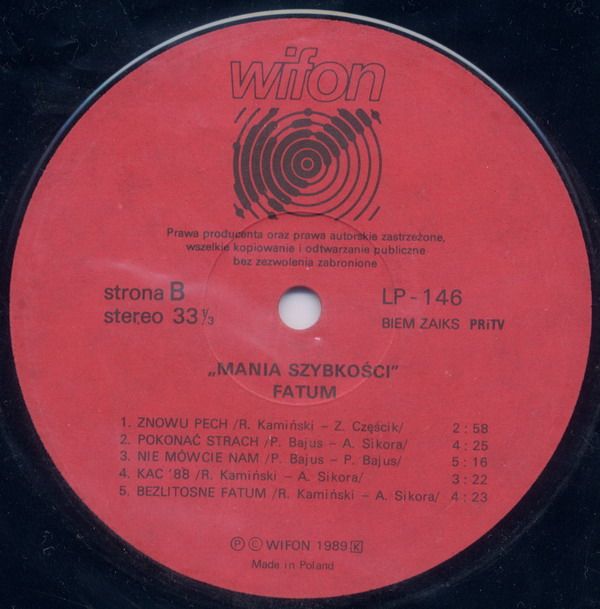 wifon
Prawa producenta oraz prawa autorskie zastrzeżone,
wszelkie kopiowanie i odtwarzanie publiczne
bez zezwolenia zabronione
strona B LP-146
stereo 33 1/3 BIEM ZAIKS PRiTV
„MANIA SZYBKOŚCI”
FATUM
1. ZNOWU PECH /R. Kamiński – Z. Częścik/ 2 : 58
2. POKONAĆ STRACH /P. Bajus – A. Sikora/ 4 : 25
3. NIE MÓWCIE NAM /P. Bajus – P. Bajus/ 5 : 16
4. KAC '88 /R. Kamiński – A. Sikora/ 3 : 22
5. BEZLITOSNE FATUM /R. Kamiński – A. Sikora/ 4 : 23
Ⓟ Ⓒ WIFON 1989 K
Made in Poland